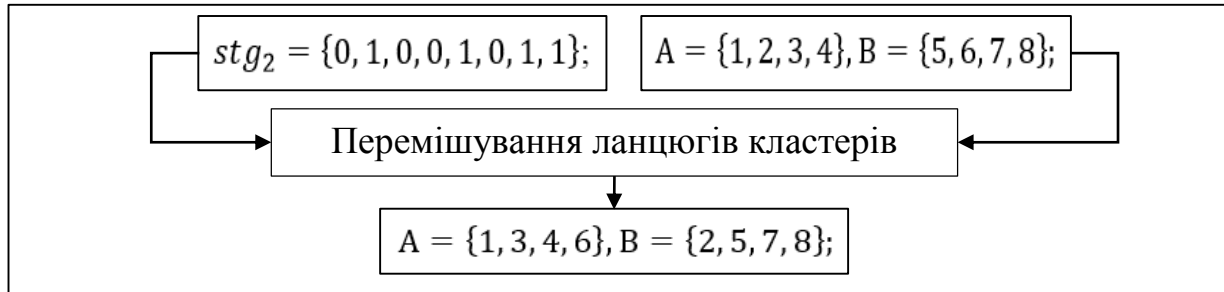 stg₂ = {0, 1, 0, 0, 1, 0, 1, 1};
A = {1, 2, 3, 4}, B = {5, 6, 7, 8};
Перемішування ланцюгів кластерів
A = {1, 3, 4, 6}, B = {2, 5, 7, 8};